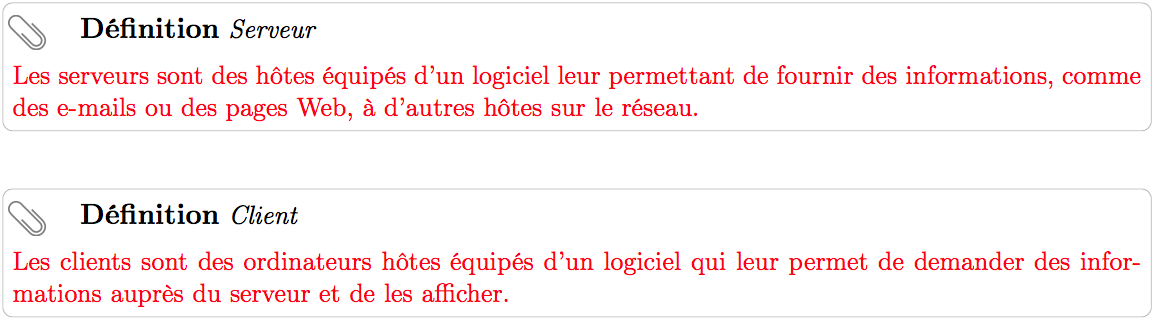 Définition Serveur
Les serveurs sont des hôtes équipés d'un logiciel leur permettant de fournir des informations, comme
des e-mails ou des pages Web, à d'autres hôtes sur le réseau.
Définition Client
Les clients sont des ordinateurs hôtes équipés d'un logiciel qui leur permet de demander des infor-
mations auprès du serveur et de les afficher.